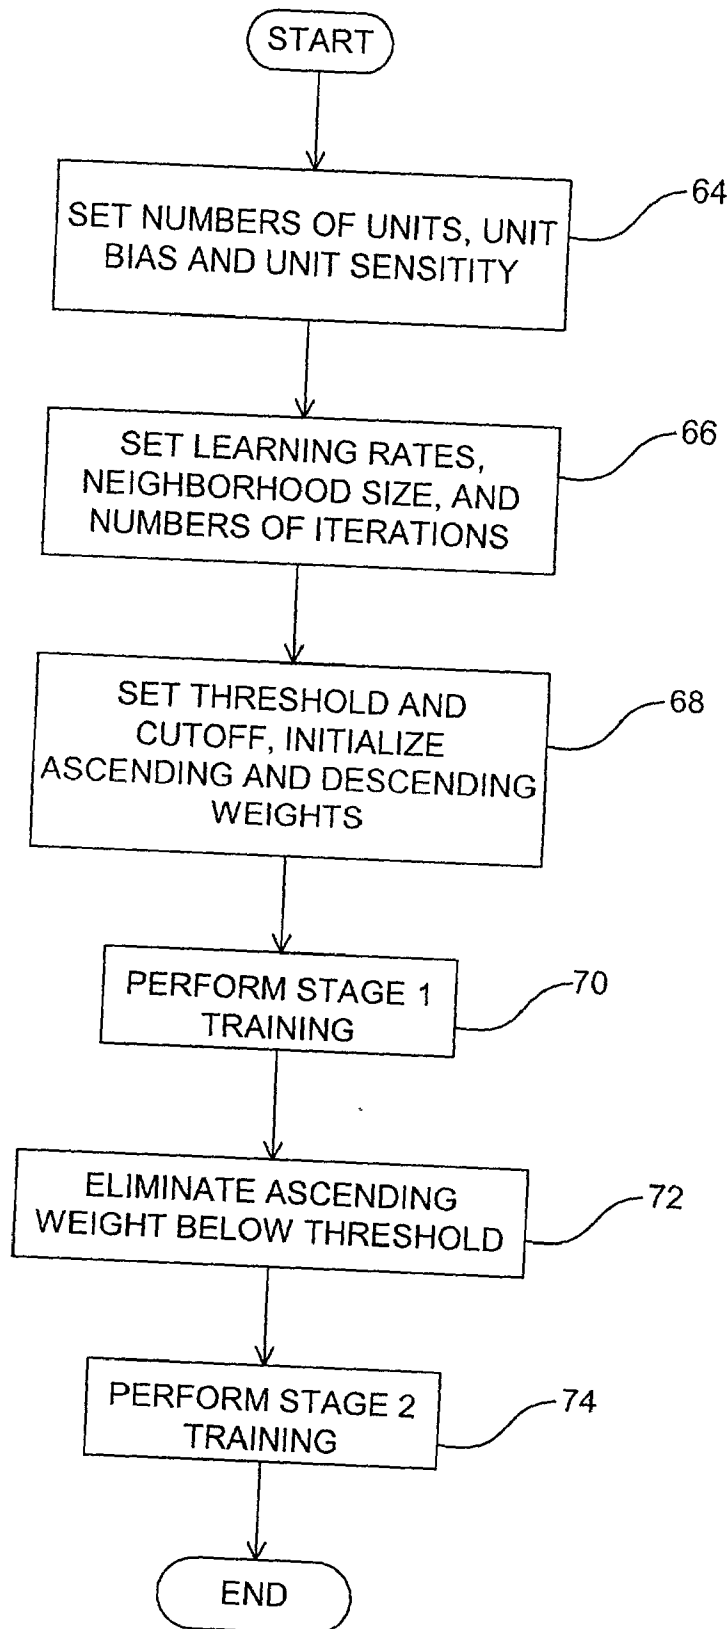 START
SET NUMBERS OF UNITS, UNIT
BIAS AND UNIT SENSITITY
64
SET LEARNING RATES,
NEIGHBORHOOD SIZE, AND
NUMBERS OF ITERATIONS
66
SET THRESHOLD AND
CUTOFF, INITIALIZE
ASCENDING AND DESCENDING
WEIGHTS
68
PERFORM STAGE 1
TRAINING
70
ELIMINATE ASCENDING
WEIGHT BELOW THRESHOLD
72
PERFORM STAGE 2
TRAINING
74
END